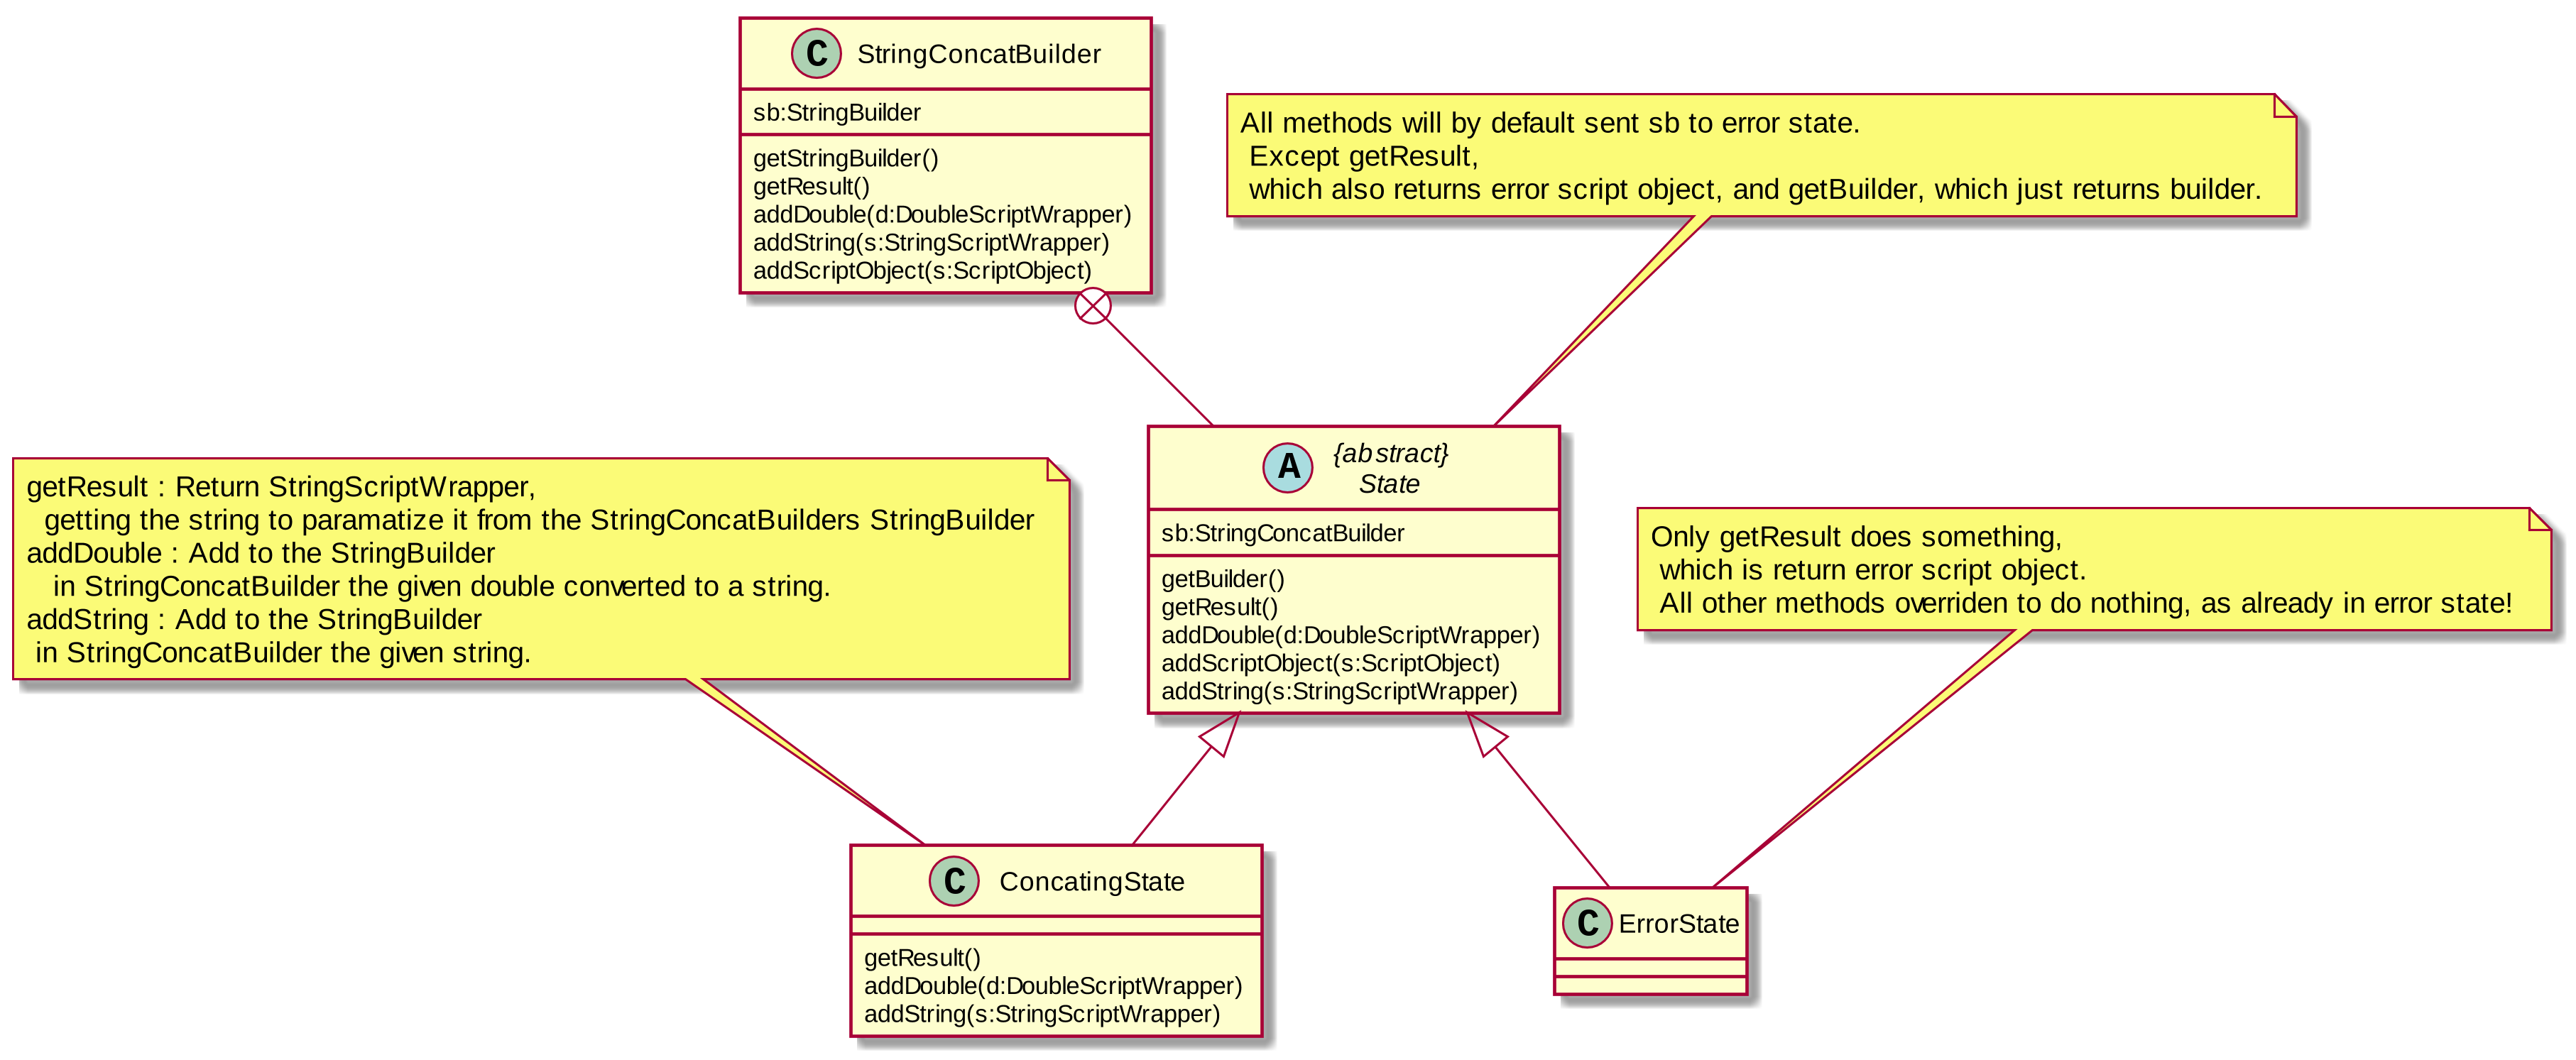 C StringConcatBuilder
sb:StringBuilder
getStringBuilder()
getResult()
addDouble(d:DoubleScriptWrapper)
addString(s:StringScriptWrapper)
addScriptObject(s:ScriptObject)
All methods will by default sent sb to error state.
Except getResult,
which also returns error script object, and getBuilder, which just returns builder.
getResult : Return StringScriptWrapper,
getting the string to paramatize it from the StringConcatBuilders StringBuilder
addDouble : Add to the StringBuilder
in StringConcatBuilder the given double converted to a string.
addString : Add to the StringBuilder
in StringConcatBuilder the given string.
A {abstract}
State
sb:StringConcatBuilder
getBuilder()
getResult()
addDouble(d:DoubleScriptWrapper)
addScriptObject(s:ScriptObject)
addString(s:StringScriptWrapper)
Only getResult does something,
which is return error script object.
All other methods overriden to do nothing, as already in error state!
C ConcatingState
getResult()
addDouble(d:DoubleScriptWrapper)
addString(s:StringScriptWrapper)
C ErrorState